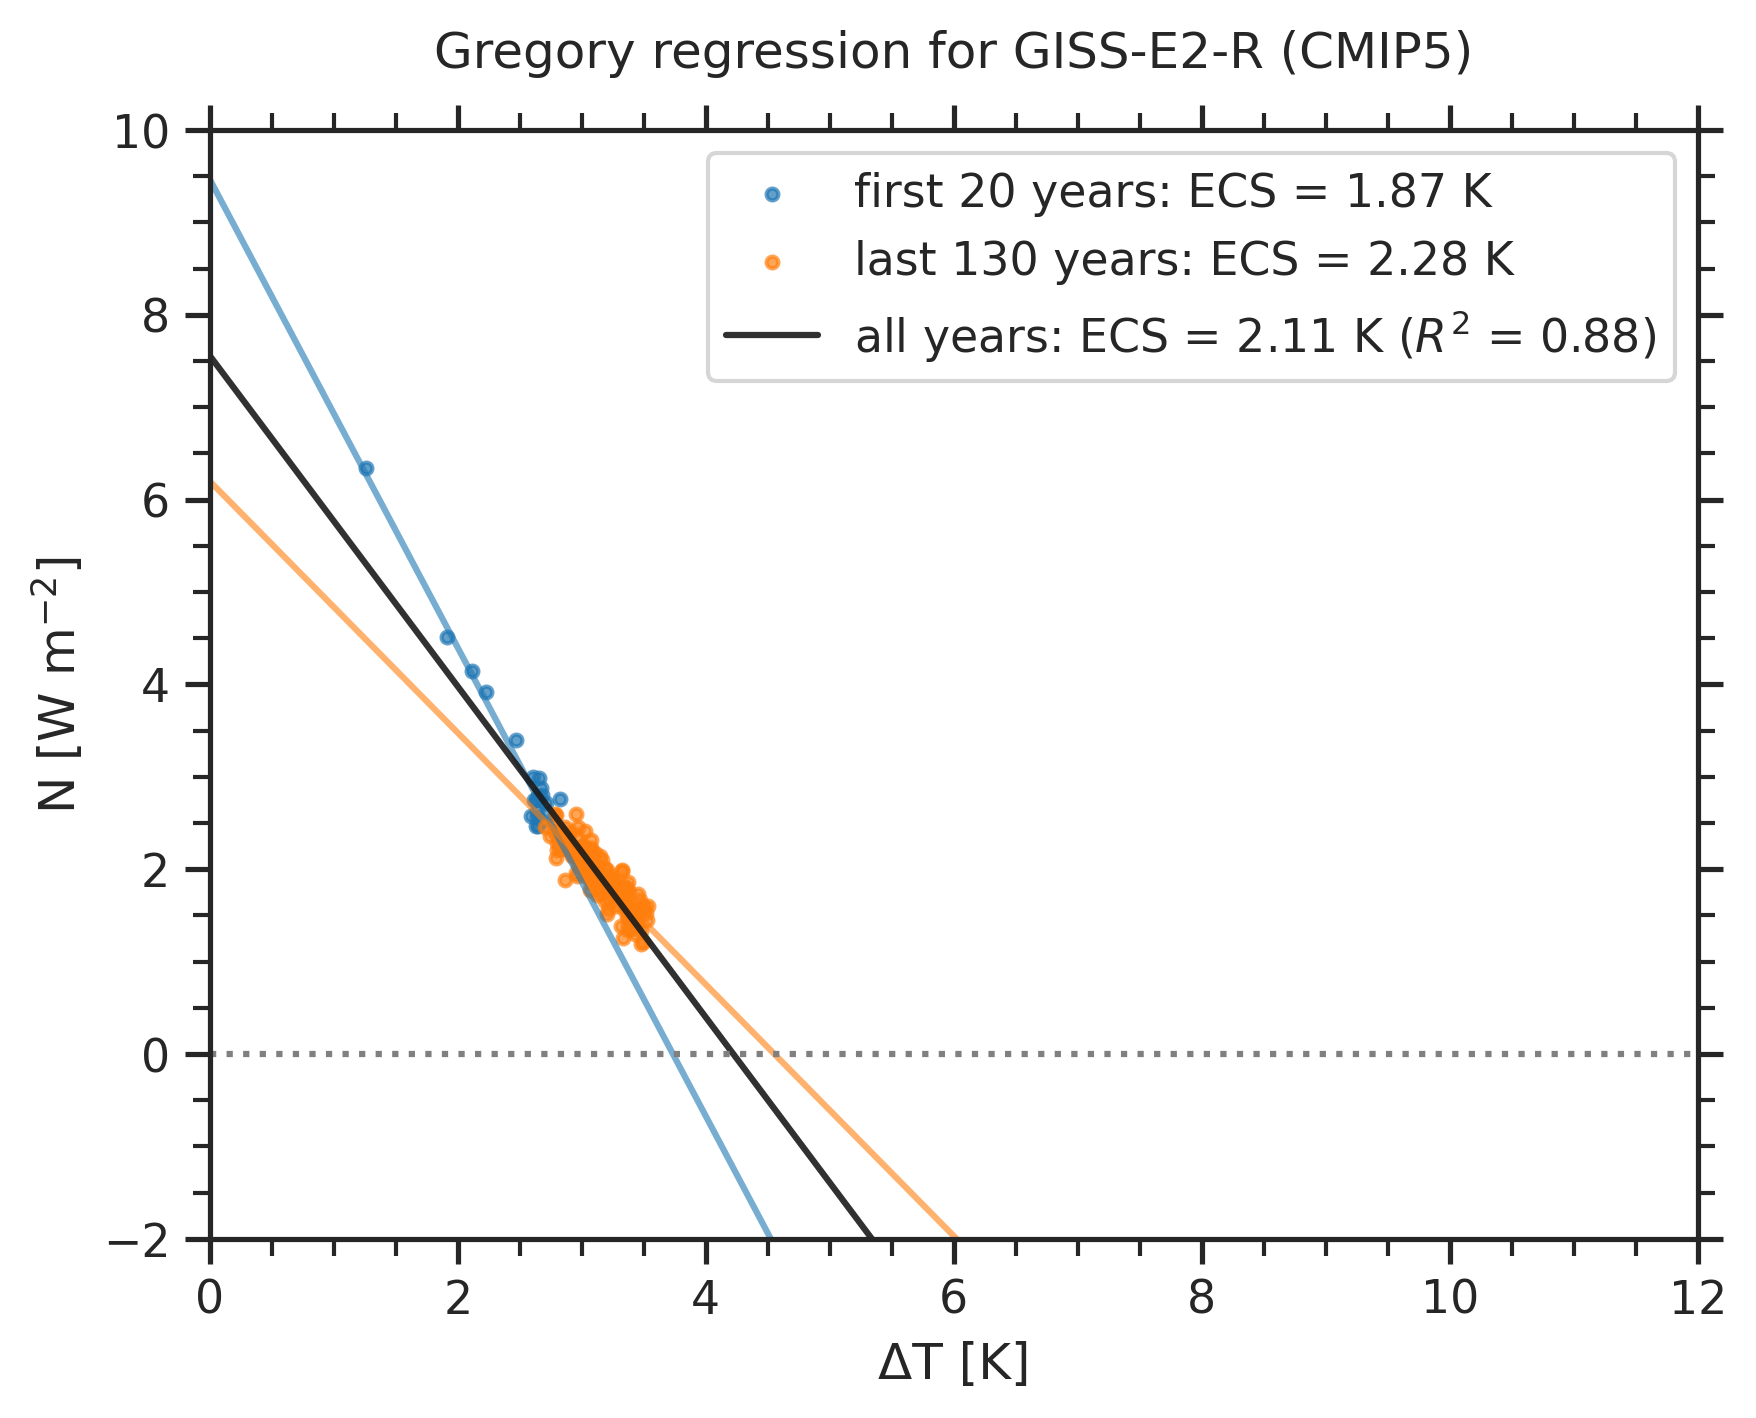 Gregory regression for GISS-E2-R (CMIP5)
10
8
6
4
2
0
−2
N [W m⁻²]
first 20 years: ECS = 1.87 K
last 130 years: ECS = 2.28 K
all years: ECS = 2.11 K (R² = 0.88)
0 2 4 6 8 10 12
ΔT [K]